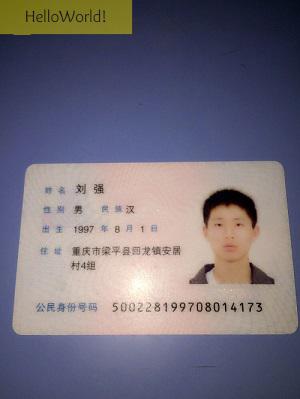 HelloWorld!
姓名 刘强
性别 男 民族 汉
出生 1997 年 8 月 1 日
住址 重庆市梁平县回龙镇安居
村4组
公民身份号码 500228199708014173